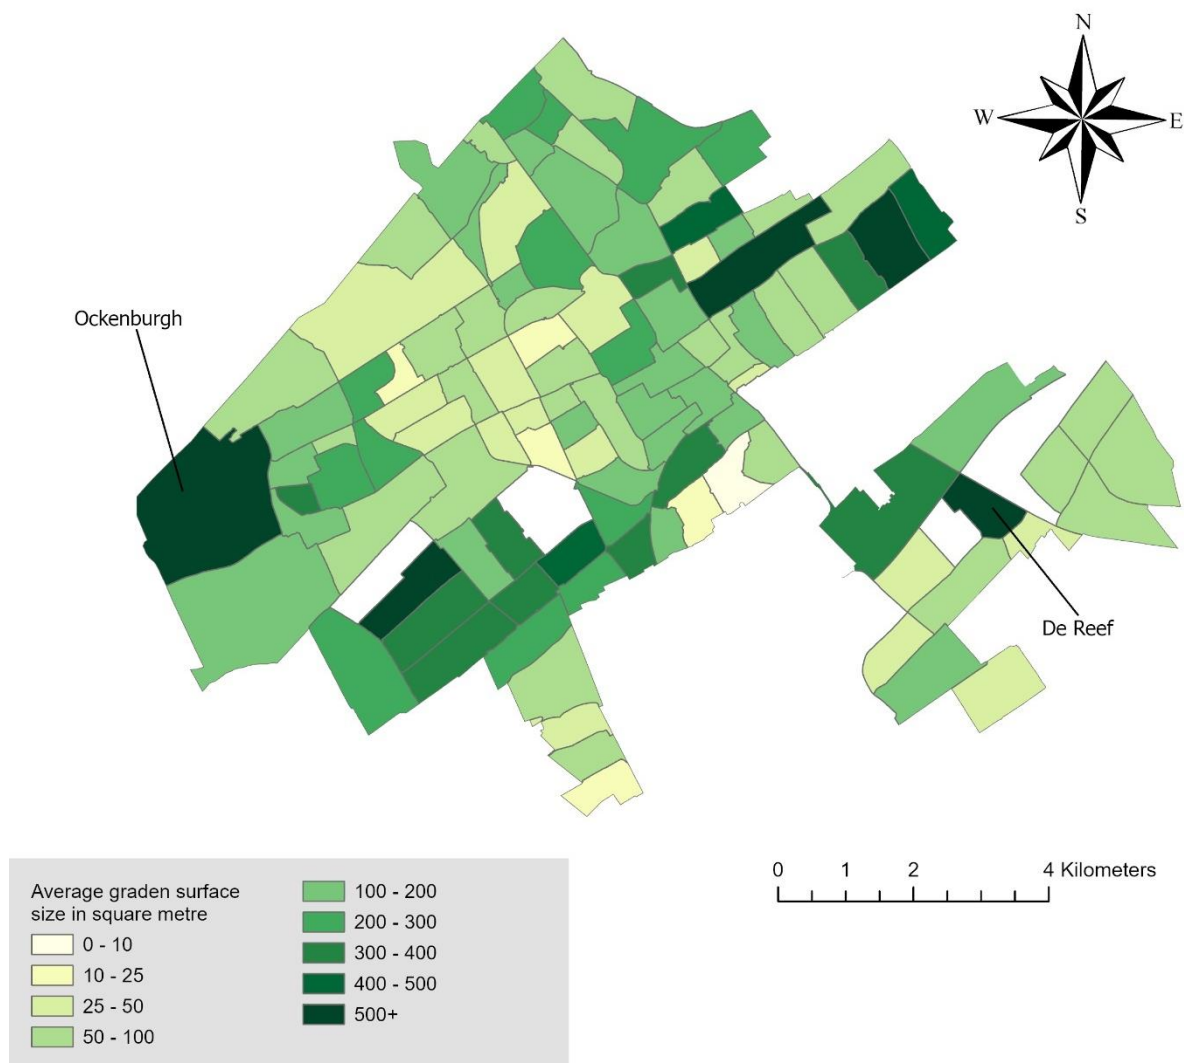 N
W
E
S
Ockenburgh
De Reef
Average graden surface
size in square metre
0 - 10
10 - 25
25 - 50
50 - 100
100 - 200
200 - 300
300 - 400
400 - 500
500+
0 1 2 4 Kilometers